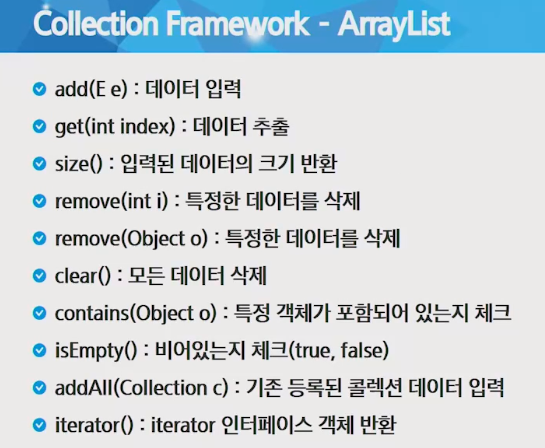 Collection Framework - ArrayList
add(E e) : 데이터 입력
get(int index) : 데이터 추출
size() : 입력된 데이터의 크기 반환
remove(int i) : 특정한 데이터를 삭제
remove(Object o) : 특정한 데이터를 삭제
clear() : 모든 데이터 삭제
contains(Object o) : 특정 객체가 포함되어 있는지 체크
isEmpty() : 비어있는지 체크(true, false)
addAll(Collection c) : 기존 등록된 콜렉션 데이터 입력
iterator() : iterator 인터페이스 객체 반환